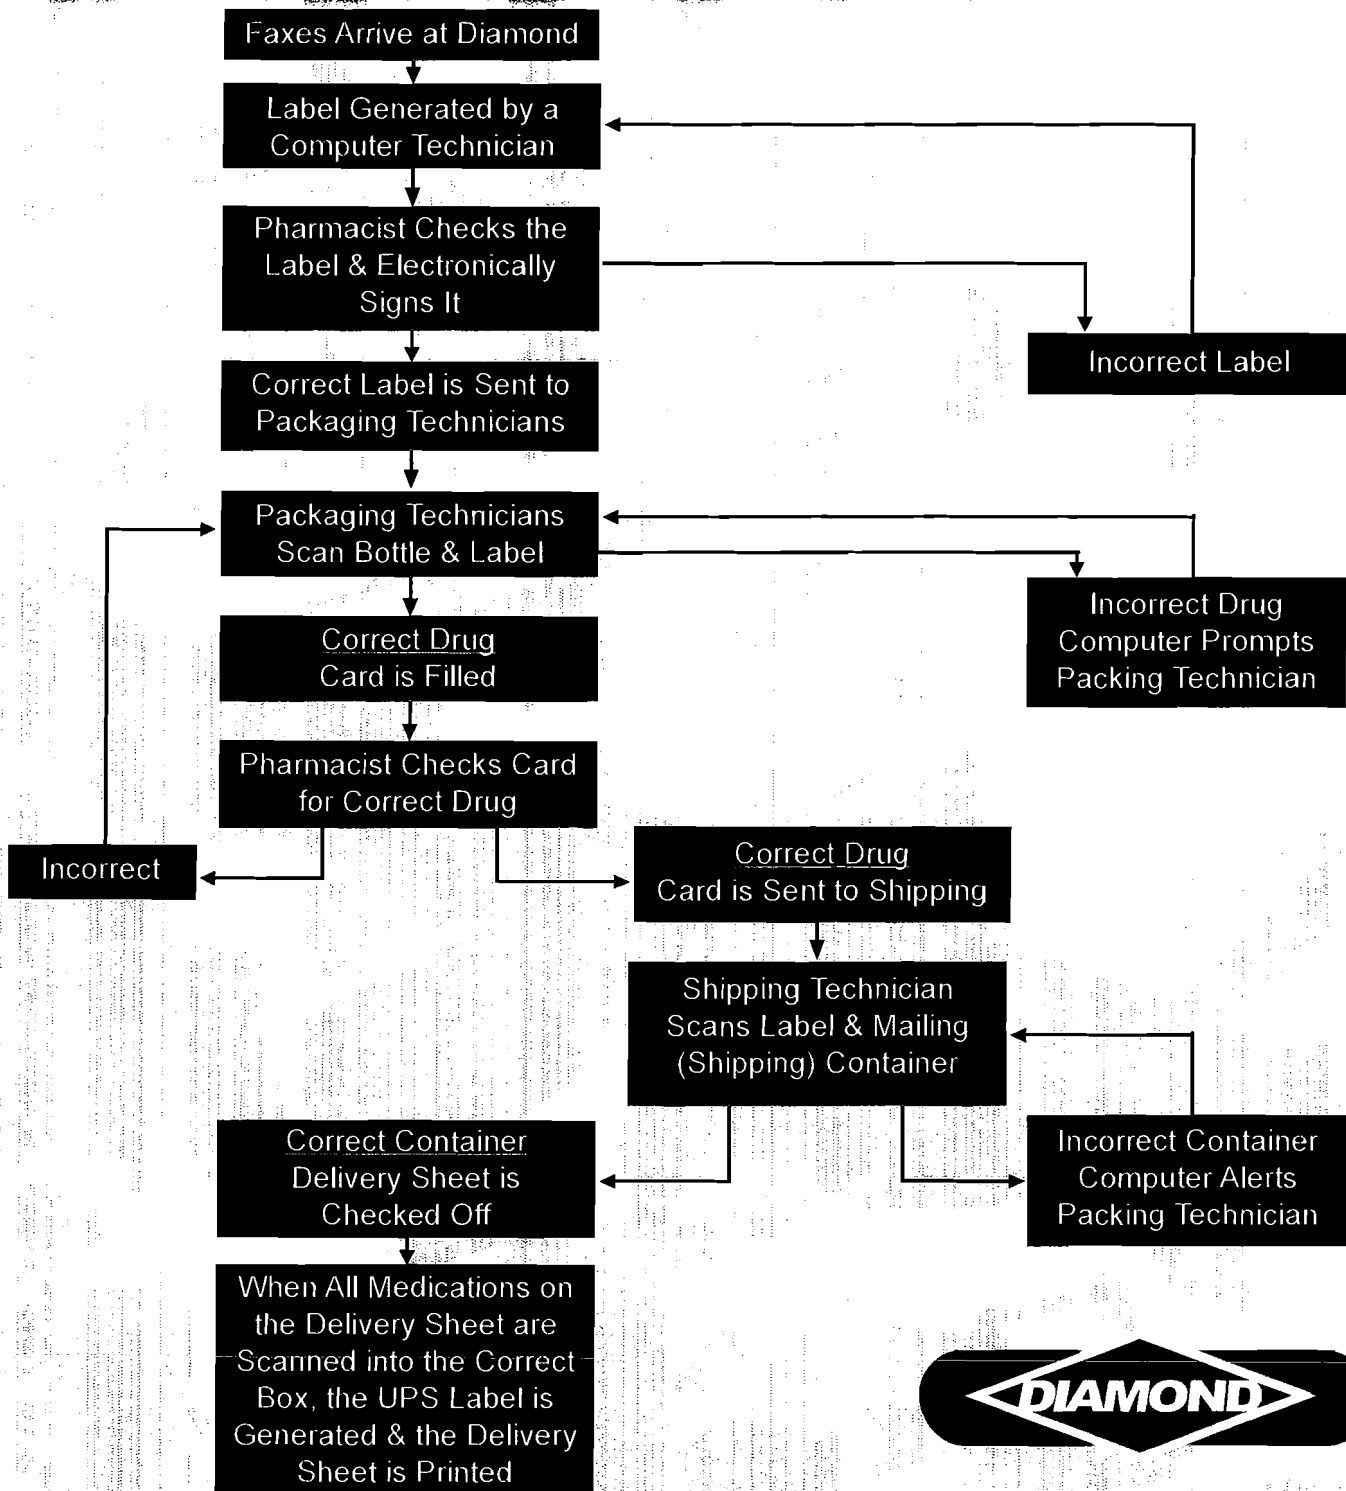 Faxes Arrive at Diamond
Label Generated by a
Computer Technician
Pharmacist Checks the
Label & Electronically
Signs It
Incorrect Label
Correct Label is Sent to
Packaging Technicians
Packaging Technicians
Scan Bottle & Label
Incorrect Drug
Computer Prompts
Packing Technician
Correct Drug
Card is Filled
Pharmacist Checks Card
for Correct Drug
Incorrect
Correct Drug
Card is Sent to Shipping
Shipping Technician
Scans Label & Mailing
(Shipping) Container
Correct Container
Delivery Sheet is
Checked Off
Incorrect Container
Computer Alerts
Packing Technician
When All Medications on
the Delivery Sheet are
Scanned into the Correct
Box, the UPS Label is
Generated & the Delivery
Sheet is Printed
DIAMOND